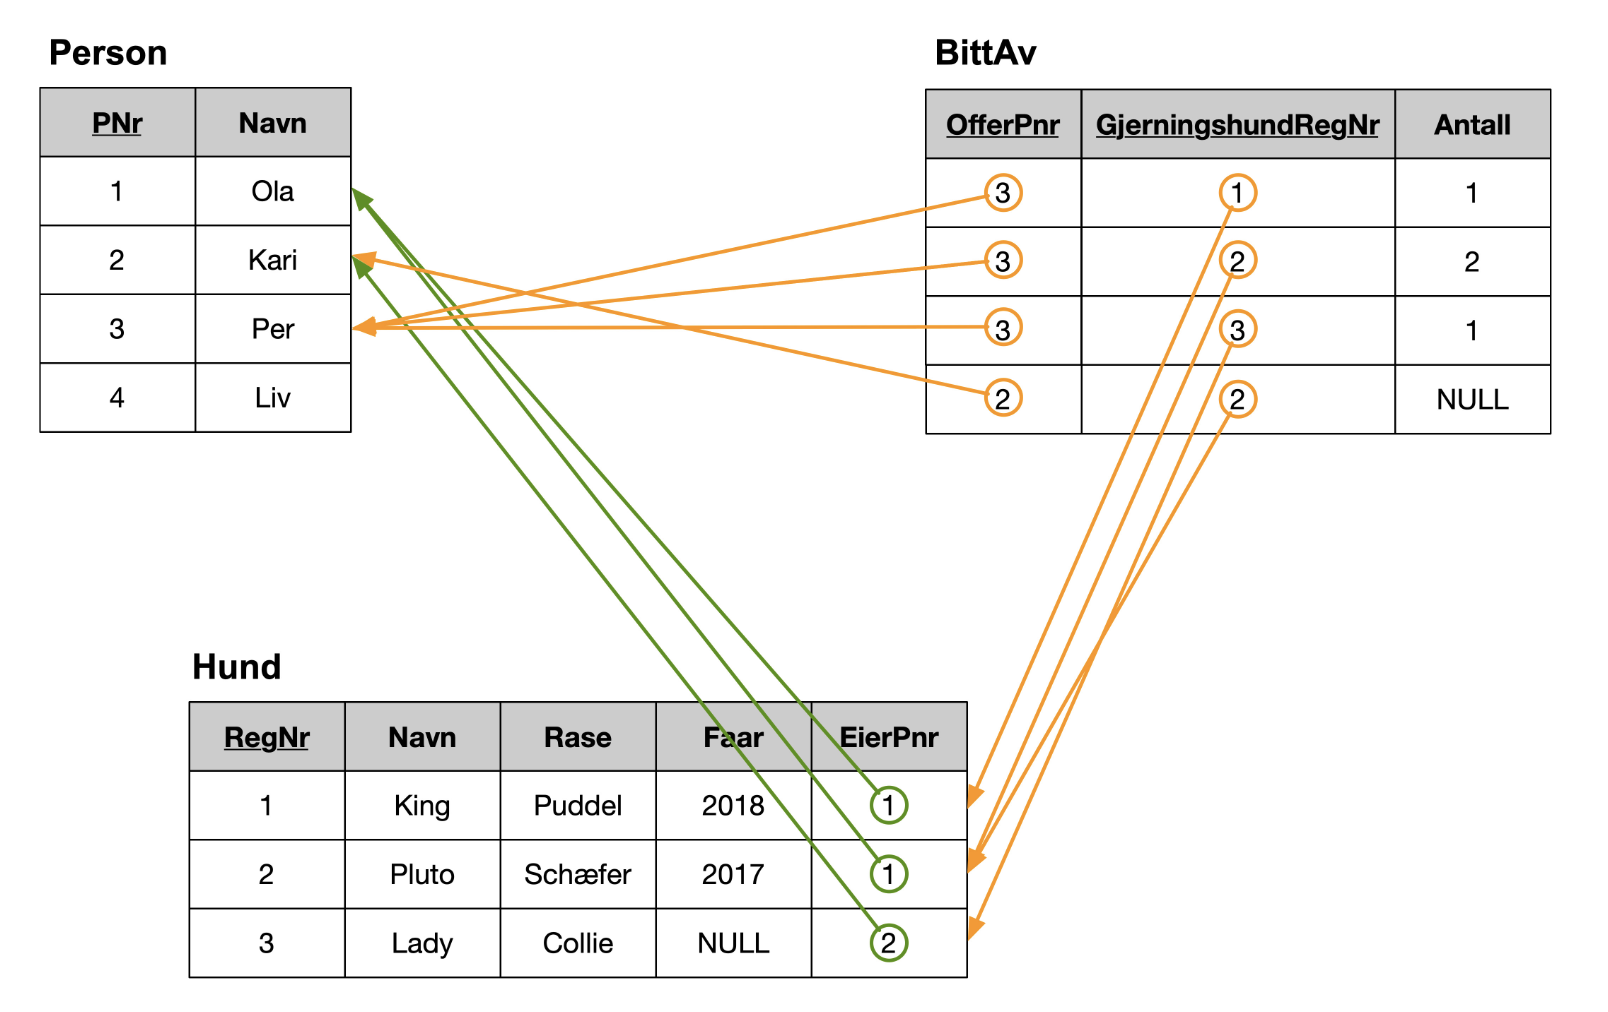 Person
PNr Navn
1 Ola
2 Kari
3 Per
4 Liv
BittAv
OfferPnr GjerningshundRegNr Antall
3 1 1
3 2 2
3 3 1
2 2 NULL
Hund
RegNr Navn Rase Faar EierPnr
1 King Puddel 2018 1
2 Pluto Schæfer 2017 1
3 Lady Collie NULL 2